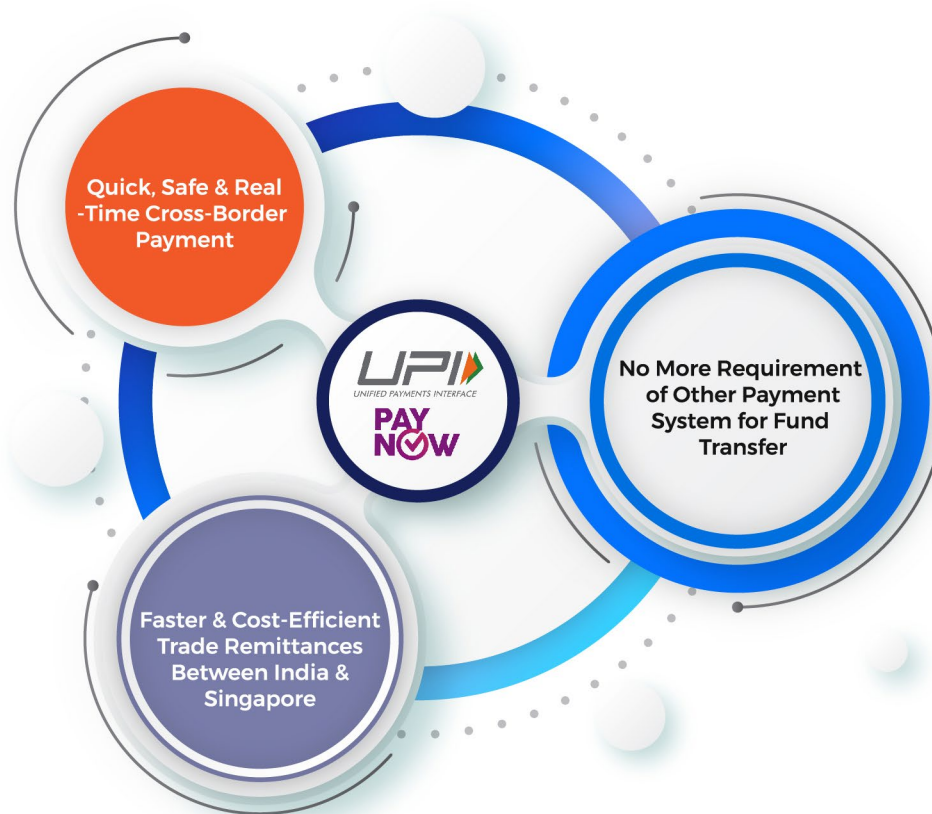 Quick, Safe & Real
-Time Cross-Border
Payment
UPI
UNIFIED PAYMENTS INTERFACE
PAY
NOW
No More Requirement
of Other Payment
System for Fund
Transfer
Faster & Cost-Efficient
Trade Remittances
Between India &
Singapore